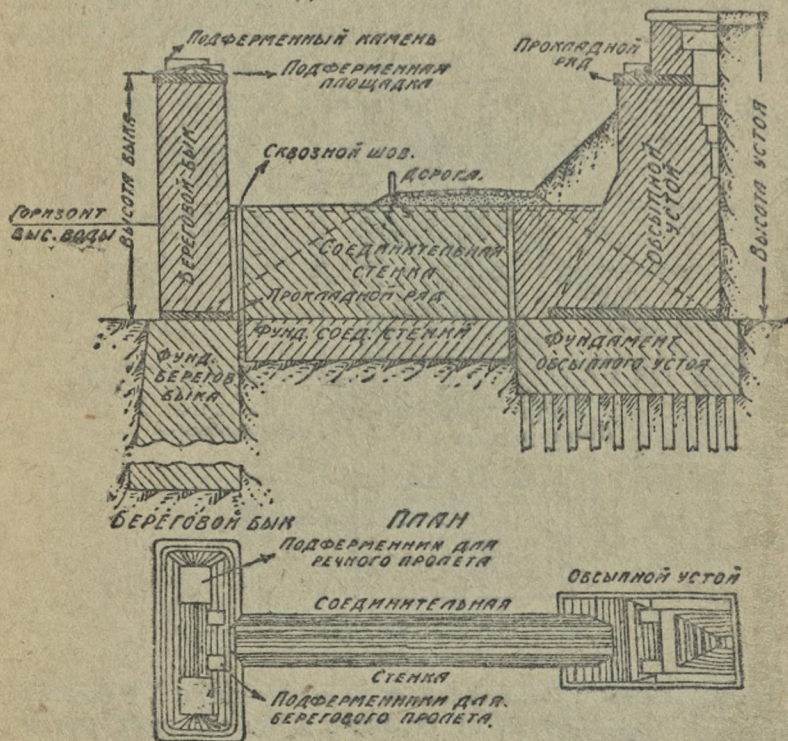 Подферменный камень
Подферменная
площадка
Прокладной
ряд
Сквозной шов.
Дорога.
Высота быка
Береговой бык
Обсыпной
устой
Высота устоя
Горизонт
выс. воды
Соединительная
стенка
Прокладной ряд
Фунд. соед. стенки
Фунд.
берегов
быка
Фундамент
обсыпного устоя
Береговой бык
План
Подферменник для
речного пролета
Обсыпной устой
Соединительная
стенка
Подферменники для.
берегового пролета.